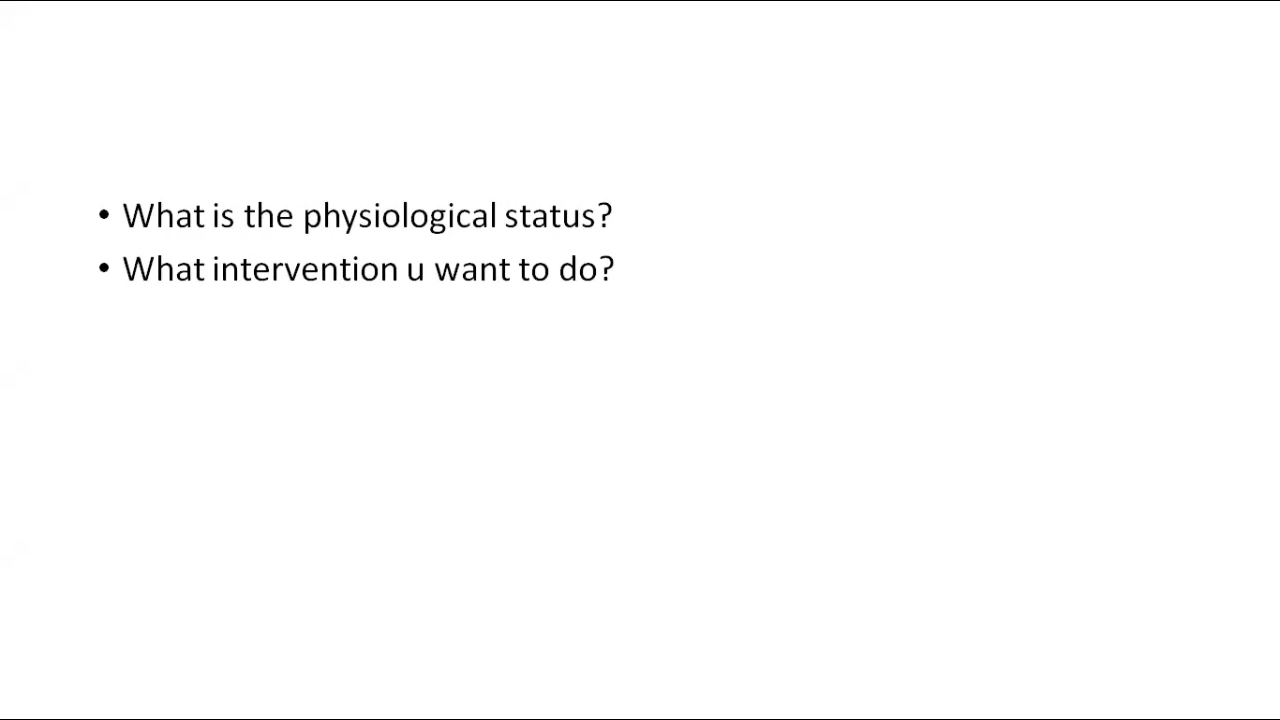 • What is the physiological status?
• What intervention u want to do?